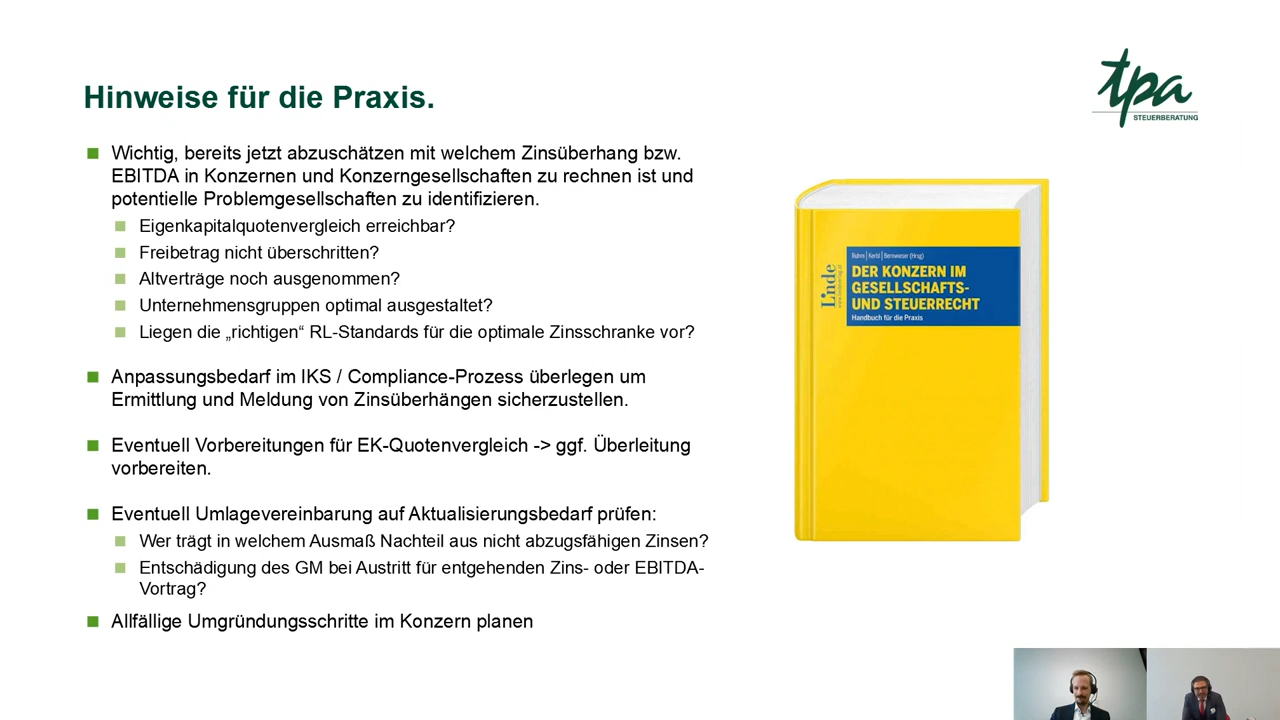 tpa
STEUERBERATUNG
Hinweise für die Praxis.
Wichtig, bereits jetzt abzuschätzen mit welchem Zinsüberhang bzw.
EBITDA in Konzernen und Konzerngesellschaften zu rechnen ist und
potentielle Problemgesellschaften zu identifizieren.
Eigenkapitalquotenvergleich erreichbar?
Freibetrag nicht überschritten?
Altverträge noch ausgenommen?
Unternehmensgruppen optimal ausgestaltet?
Liegen die „richtigen“ RL-Standards für die optimale Zinsschranke vor?
Anpassungsbedarf im IKS / Compliance-Prozess überlegen um
Ermittlung und Meldung von Zinsüberhängen sicherzustellen.
Eventuell Vorbereitungen für EK-Quotenvergleich -> ggf. Überleitung
vorbereiten.
Eventuell Umlagevereinbarung auf Aktualisierungsbedarf prüfen:
Wer trägt in welchem Ausmaß Nachteil aus nicht abzugsfähigen Zinsen?
Entschädigung des GM bei Austritt für entgehenden Zins- oder EBITDA-
Vortrag?
Allfällige Umgründungsschritte im Konzern planen
Linde
Ruhm | Kerbl | Bernwieser (Hrsg)
DER KONZERN IM
GESELLSCHAFTS-
UND STEUERRECHT
Handbuch für die Praxis